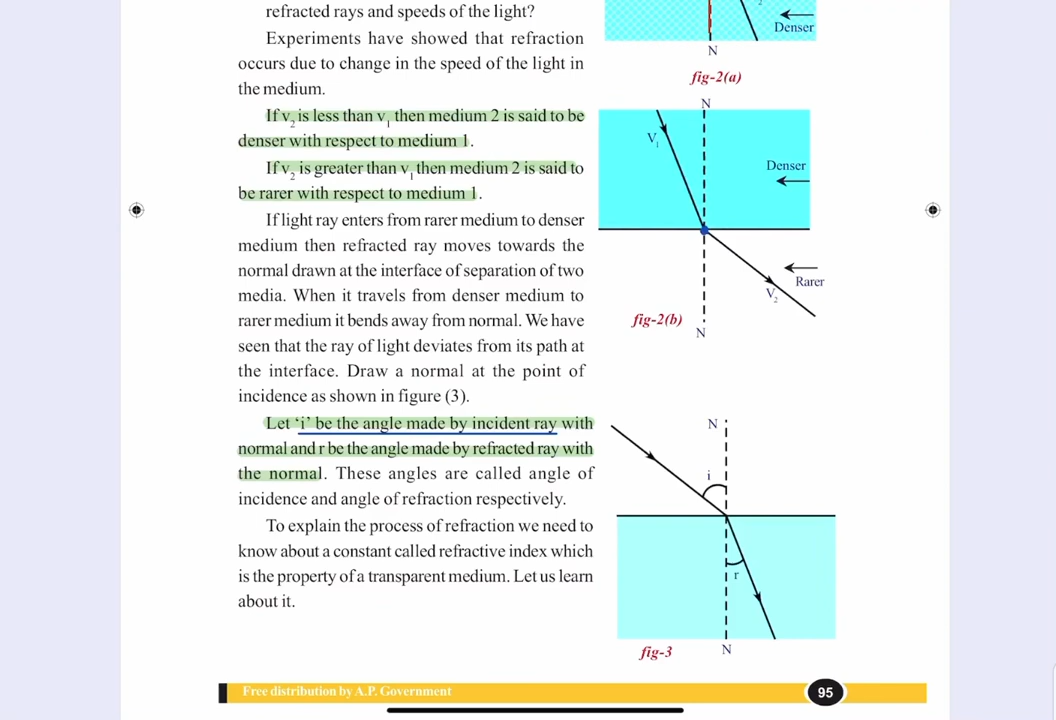 refracted rays and speeds of the light?
Experiments have showed that refraction
occurs due to change in the speed of the light in
the medium.
If v₂ is less than v₁ then medium 2 is said to be
denser with respect to medium 1.
If v₂ is greater than v₁ then medium 2 is said to
be rarer with respect to medium 1.
If light ray enters from rarer medium to denser
medium then refracted ray moves towards the
normal drawn at the interface of separation of two
media. When it travels from denser medium to
rarer medium it bends away from normal. We have
seen that the ray of light deviates from its path at
the interface. Draw a normal at the point of
incidence as shown in figure (3).
Let ‘i’ be the angle made by incident ray with
normal and r be the angle made by refracted ray with
the normal. These angles are called angle of
incidence and angle of refraction respectively.
To explain the process of refraction we need to
know about a constant called refractive index which
is the property of a transparent medium. Let us learn
about it.
2
Denser
N
fig-2(a)
N
V₁
Denser
Rarer
V₂
fig-2(b)
N
N
i
r
fig-3
N
Free distribution by A.P. Government
95